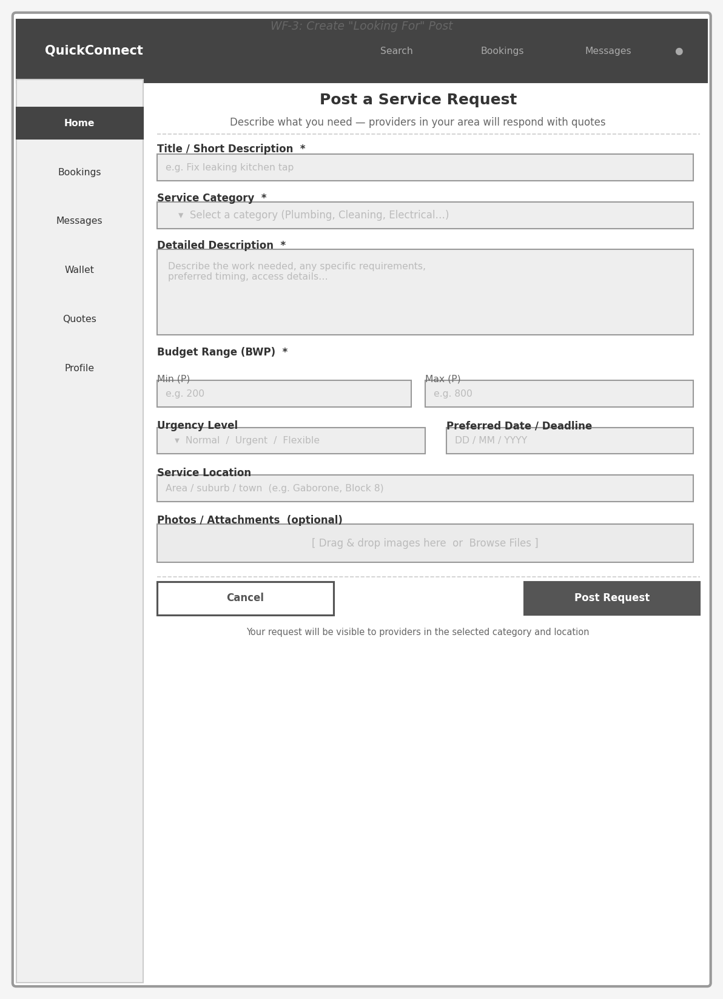 WF-3: Create "Looking For" Post
QuickConnect
Search
Bookings
Messages
Home
Bookings
Messages
Wallet
Quotes
Profile
Post a Service Request
Describe what you need — providers in your area will respond with quotes
Title / Short Description *
e.g. Fix leaking kitchen tap
Service Category *
▾ Select a category (Plumbing, Cleaning, Electrical…)
Detailed Description *
Describe the work needed, any specific requirements,
preferred timing, access details…
Budget Range (BWP) *
Min (P)
Max (P)
e.g. 200
e.g. 800
Urgency Level
Preferred Date / Deadline
▾ Normal / Urgent / Flexible
DD / MM / YYYY
Service Location
Area / suburb / town (e.g. Gaborone, Block 8)
Photos / Attachments (optional)
[ Drag & drop images here or Browse Files ]
Cancel
Post Request
Your request will be visible to providers in the selected category and location